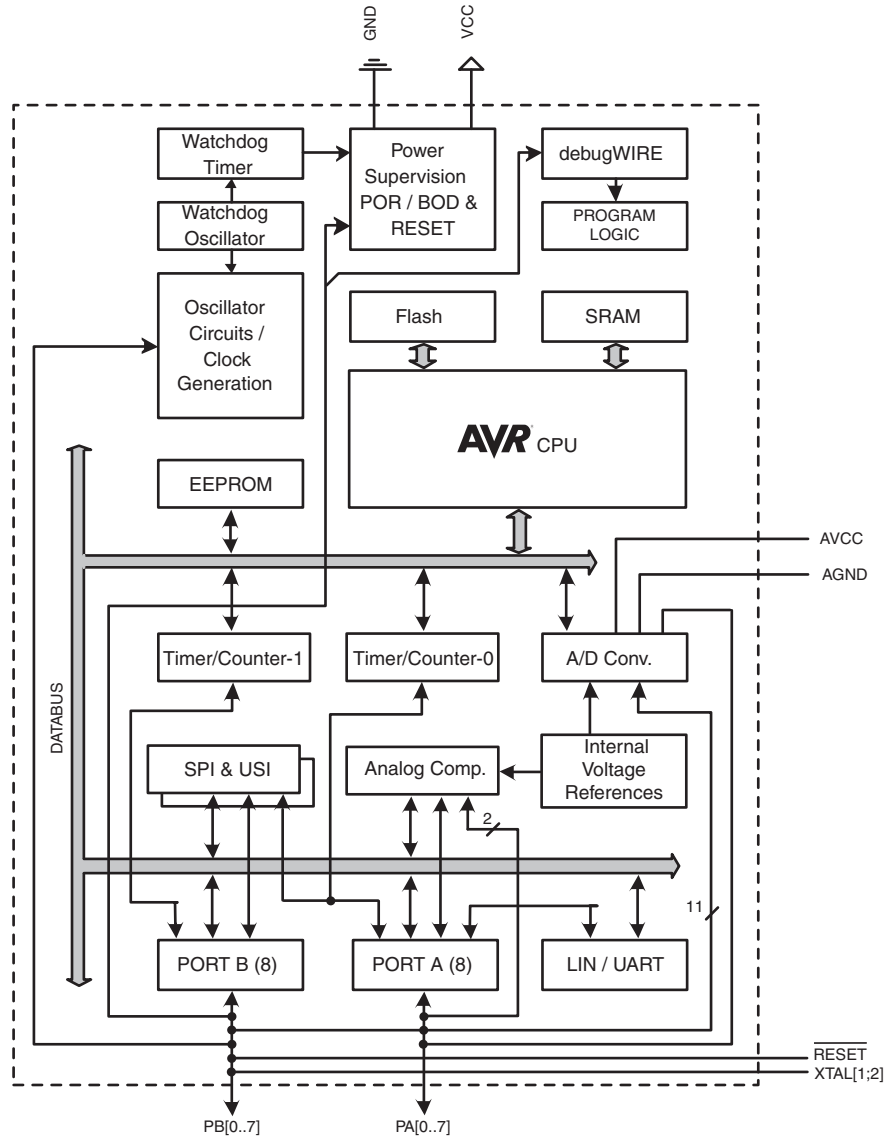 GND
VCC
Watchdog
Timer
Power
Supervision
POR / BOD &
RESET
debugWIRE
Watchdog
Oscillator
PROGRAM
LOGIC
Oscillator
Circuits /
Clock
Generation
Flash
SRAM
AVR CPU
EEPROM
AVCC
AGND
Timer/Counter-1
Timer/Counter-0
A/D Conv.
DATABUS
SPI & USI
Analog Comp.
Internal
Voltage
References
2
11
PORT B (8)
PORT A (8)
LIN / UART
RESET
XTAL[1;2]
PB[0..7]
PA[0..7]